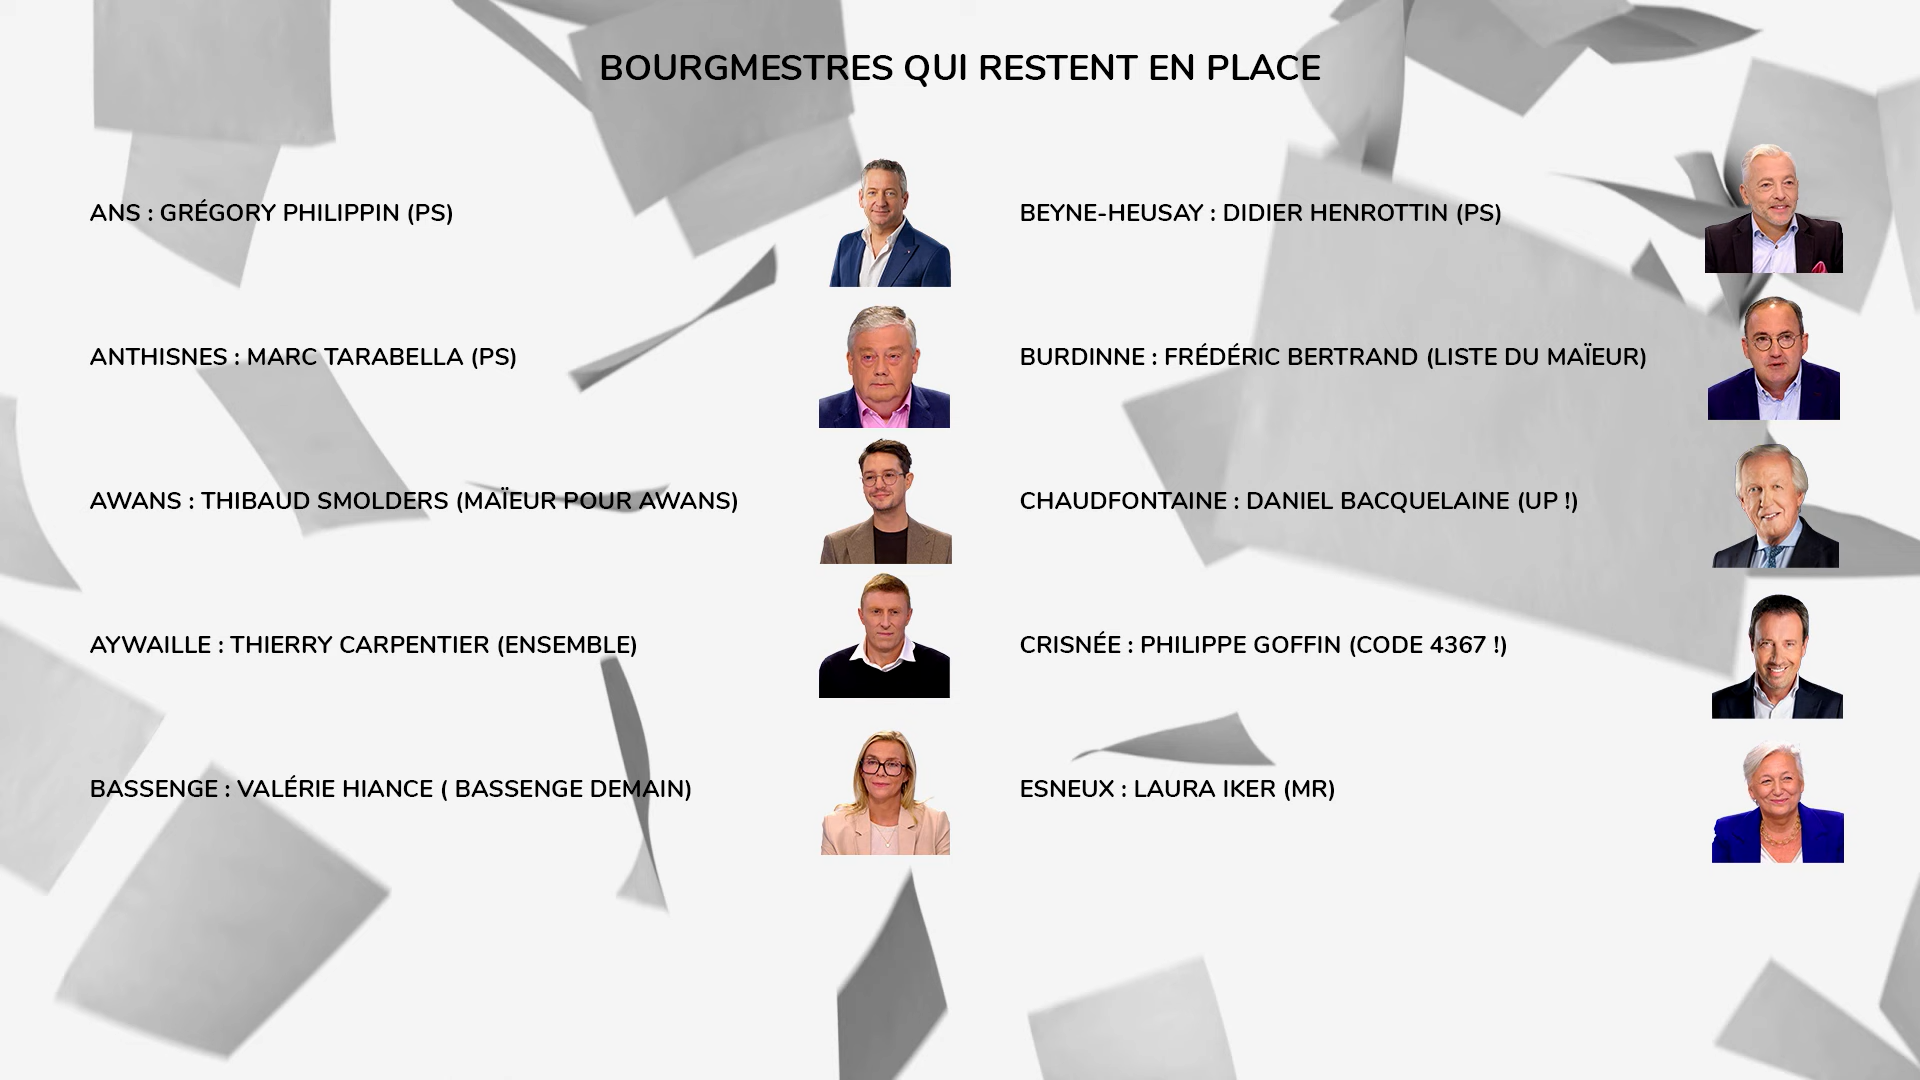 BOURGMESTRES QUI RESTENT EN PLACE
ANS : GRÉGORY PHILIPPIN (PS)
ANTHISNES : MARC TARABELLA (PS)
AWANS : THIBAUD SMOLDERS (MAÏEUR POUR AWANS)
AYWAILLE : THIERRY CARPENTIER (ENSEMBLE)
BASSENGE : VALÉRIE HIANCE ( BASSENGE DEMAIN)
BEYNE-HEUSAY : DIDIER HENROTTIN (PS)
BURDINNE : FRÉDÉRIC BERTRAND (LISTE DU MAÏEUR)
CHAUDFONTAINE : DANIEL BACQUELAINE (UP !)
CRISNÉE : PHILIPPE GOFFIN (CODE 4367 !)
ESNEUX : LAURA IKER (MR)